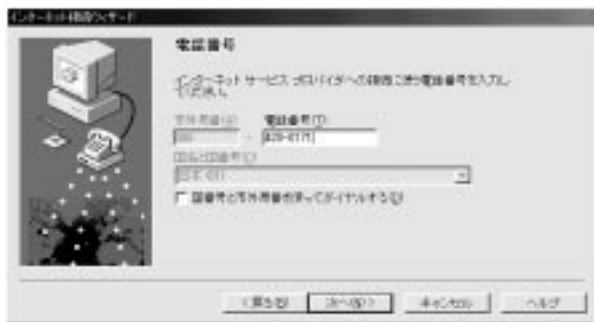 インターネット接続ウィザード
電話番号
インターネット サービス プロバイダへの接続に使う電話番号を入力し
てください。
市外局番(A) 電話番号(T):
-
国名と国番号(C)
日本 (81)
国番号と市外局番を使ってダイヤルする(U)
< 戻る(B) 次へ(N) > キャンセル ヘルプ